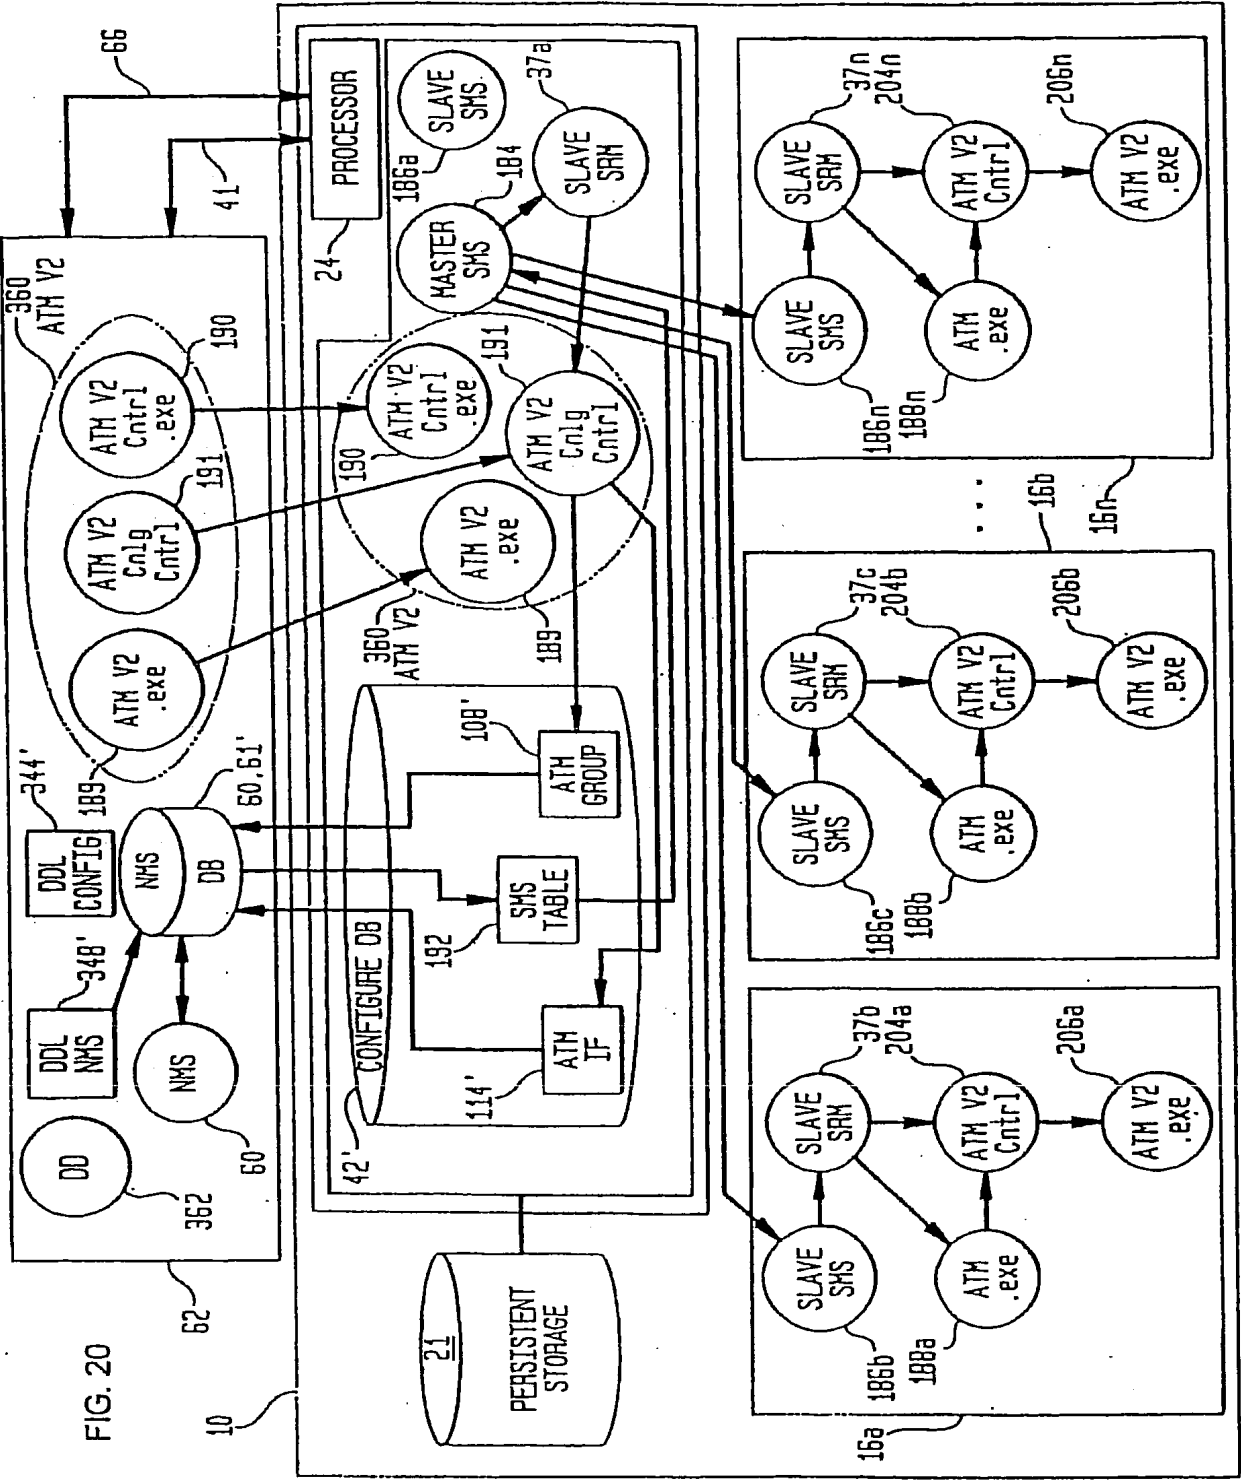 FIG. 20
62
DD
362
DDL
NMS
348'
NMS
60
DDL
CONFIG
344'
NMS
DB
60,61'
ATM V2
.exe
189
ATM V2
Cnlg
Cntrl
191
ATM V2
Cntrl
.exe
190
360
ATM V2
41
66
10
21
PERSISTENT
STORAGE
42'
CONFIGURE DB
ATM
IF
114'
SMS
TABLE
192
ATM
GROUP
108'
360
ATM V2
ATM V2
.exe
189
ATM V2
Cntrl
.exe
190
ATM V2
Cnlg
Cntrl
191
PROCESSOR
24
MASTER
SMS
184
SLAVE
SMS
186a
SLAVE
SRM
37a
16a
SLAVE
SMS
186b
SLAVE
SRM
37b
ATM
.exe
188a
ATM V2
Cntrl
204a
ATM V2
.exe
206a
16b
SLAVE
SMS
186c
SLAVE
SRM
37c
ATM
.exe
188b
ATM V2
Cntrl
204b
ATM V2
.exe
206b
...
16n
SLAVE
SMS
186n
SLAVE
SRM
37n
ATM
.exe
188n
ATM V2
Cntrl
204n
ATM V2
.exe
206n